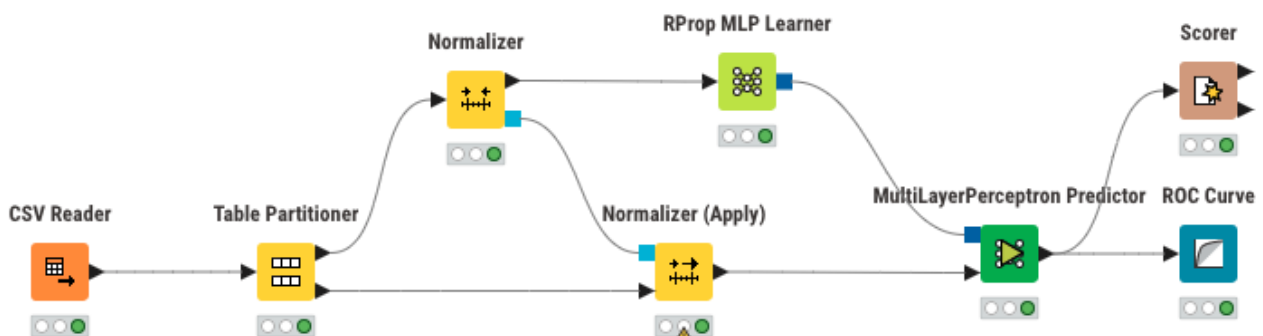 RProp MLP Learner
Scorer
Normalizer
MultiLayerPerceptron Predictor
ROC Curve
CSV Reader
Table Partitioner
Normalizer (Apply)